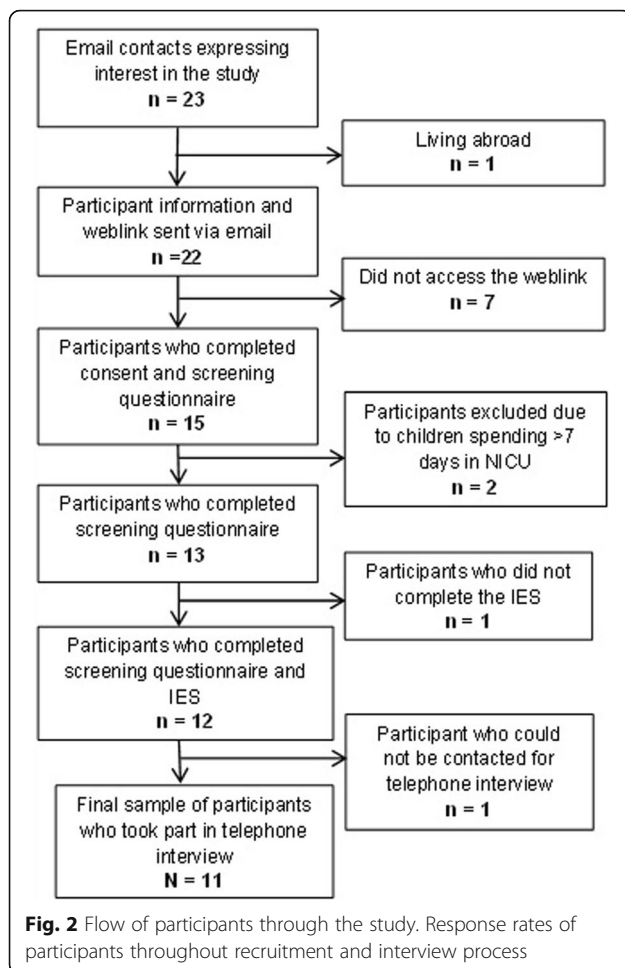 Email contacts expressing
interest in the study
n = 23
Living abroad
n = 1
Participant information and
weblink sent via email
n =22
Did not access the weblink
n = 7
Participants who completed
consent and screening
questionnaire
n = 15
Participants excluded due
to children spending >7
days in NICU
n = 2
Participants who completed
screening questionnaire
n = 13
Participants who did not
complete the IES
n = 1
Participants who completed
screening questionnaire and
IES
n = 12
Participant who could
not be contacted for
telephone interview
n = 1
Final sample of participants
who took part in telephone
interview
N = 11
Fig. 2 Flow of participants through the study. Response rates of
participants throughout recruitment and interview process